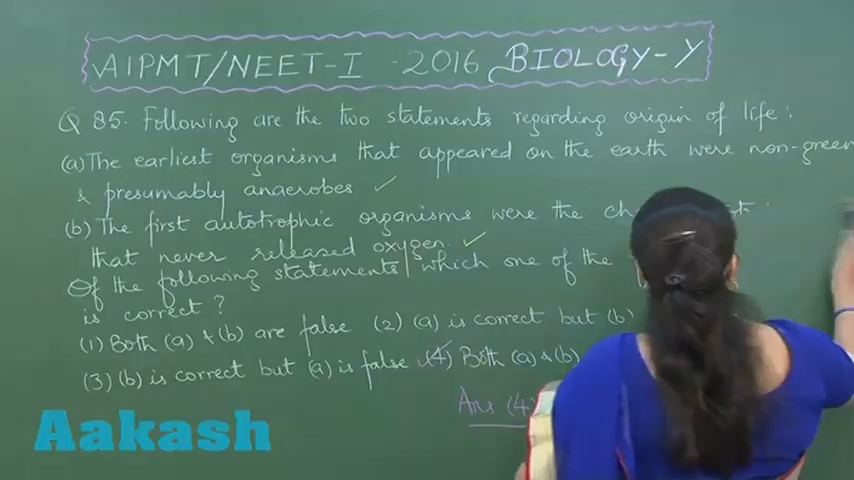 AIPMT/NEET-I - 2016 BIOLOGY-Y
Q 85. Following are the two statements regarding origin of life:
(a) The earliest organisms that appeared on the earth were non-green
& presumably anaerobes ✓
(b) The first autotrophic organisms were the
that never released oxygen. ✓
Of the following statements which one of the
is correct?
(1) Both (a) & (b) are false (2) (a) is correct but (b)
(3) (b) is correct but (a) is false (4) Both (a) & (b)
Ans (4)
Aakash